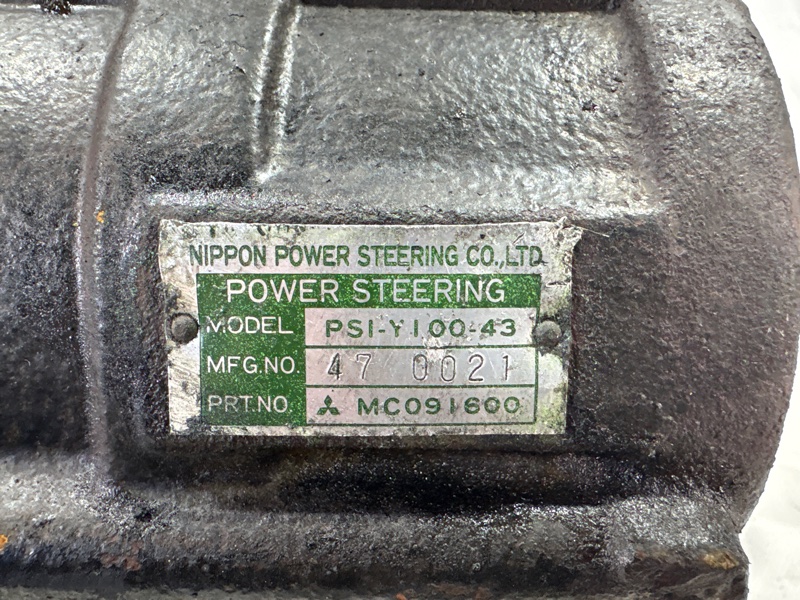 NIPPON POWER STEERING CO.,LTD
POWER STEERING
MODEL PSI-Y100-43
MFG.NO. 47 0021
PRT.NO. MC091600